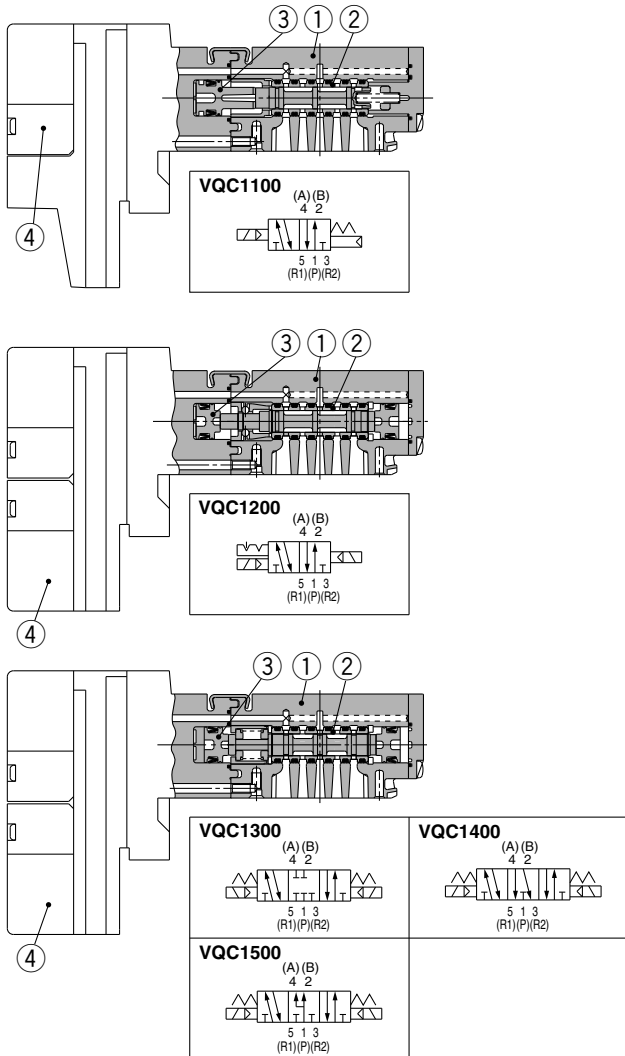 ③ ① ②
④
VQC1100
(A) (B)
4 2
5 1 3
(R1)(P)(R2)
③ ① ②
④
VQC1200
(A) (B)
4 2
5 1 3
(R1)(P)(R2)
③ ① ②
④
VQC1300
(A) (B)
4 2
5 1 3
(R1)(P)(R2)
VQC1400
(A) (B)
4 2
5 1 3
(R1)(P)(R2)
VQC1500
(A) (B)
4 2
5 1 3
(R1)(P)(R2)